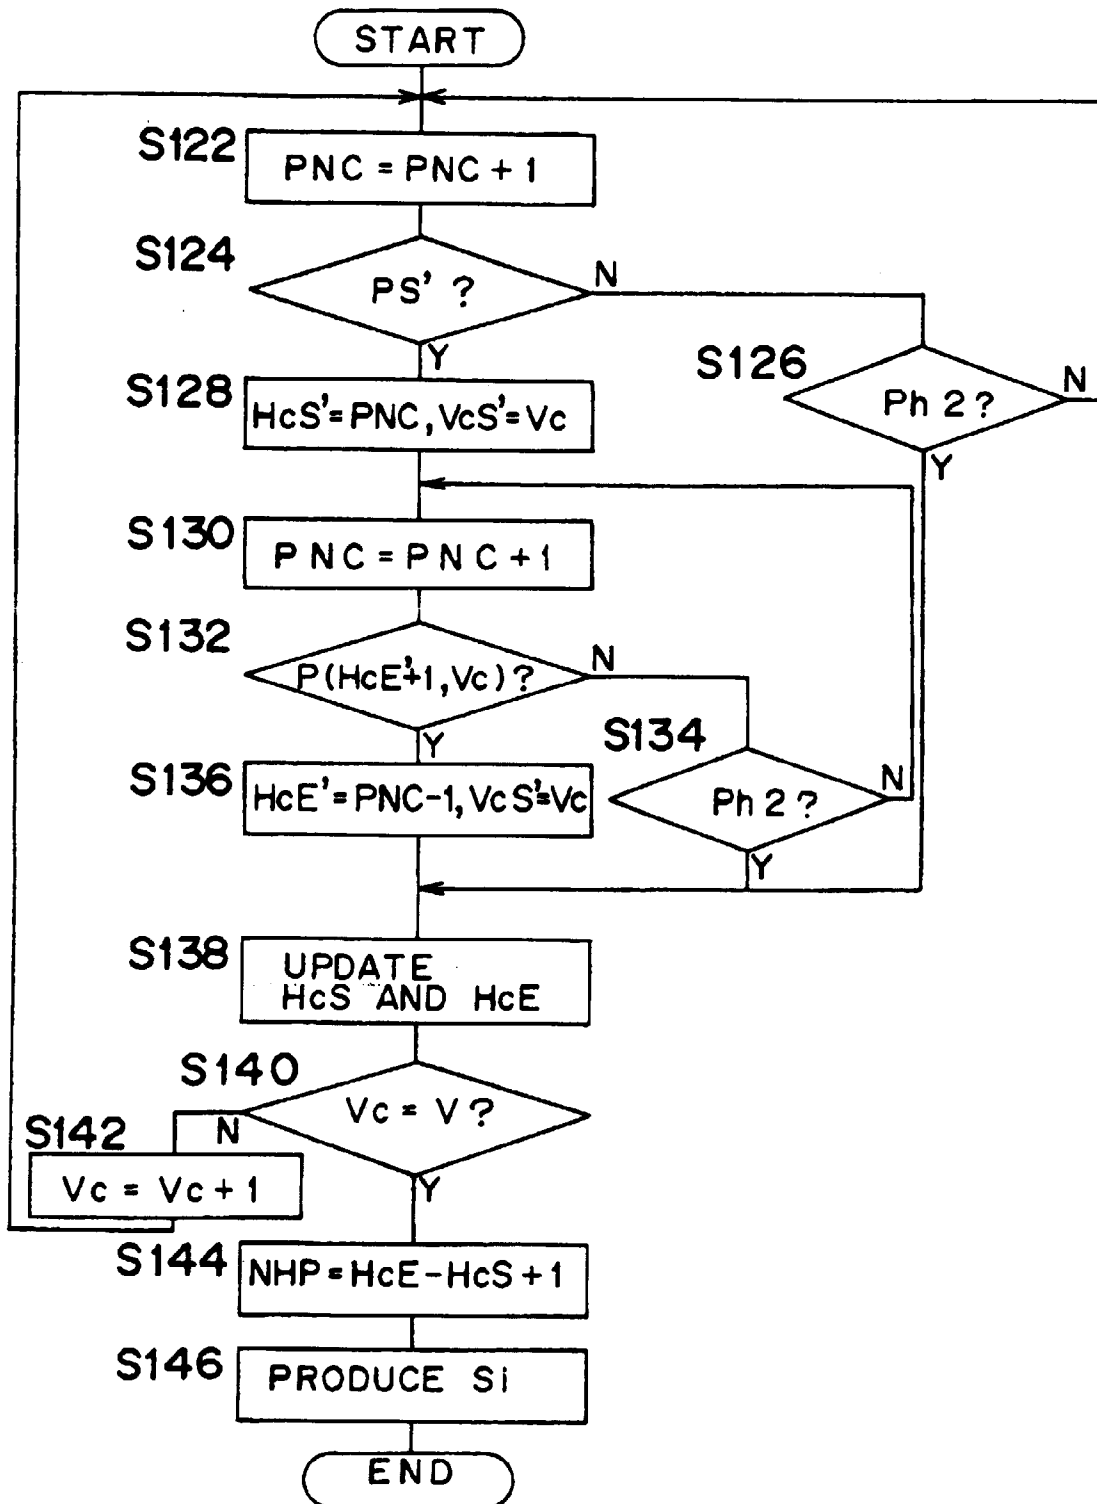 START
S122
PNC = PNC + 1
S124
PS' ?
N
Y
S126
Ph 2 ?
N
Y
S128
HcS' = PNC, VcS' = Vc
S130
PNC = PNC + 1
S132
P(HcE'+1, Vc) ?
N
Y
S134
Ph 2 ?
N
Y
S136
HcE' = PNC-1, VcS' = Vc
S138
UPDATE
HcS AND HcE
S140
Vc = V ?
N
Y
S142
Vc = Vc + 1
S144
NHP = HcE - HcS + 1
S146
PRODUCE Si
END